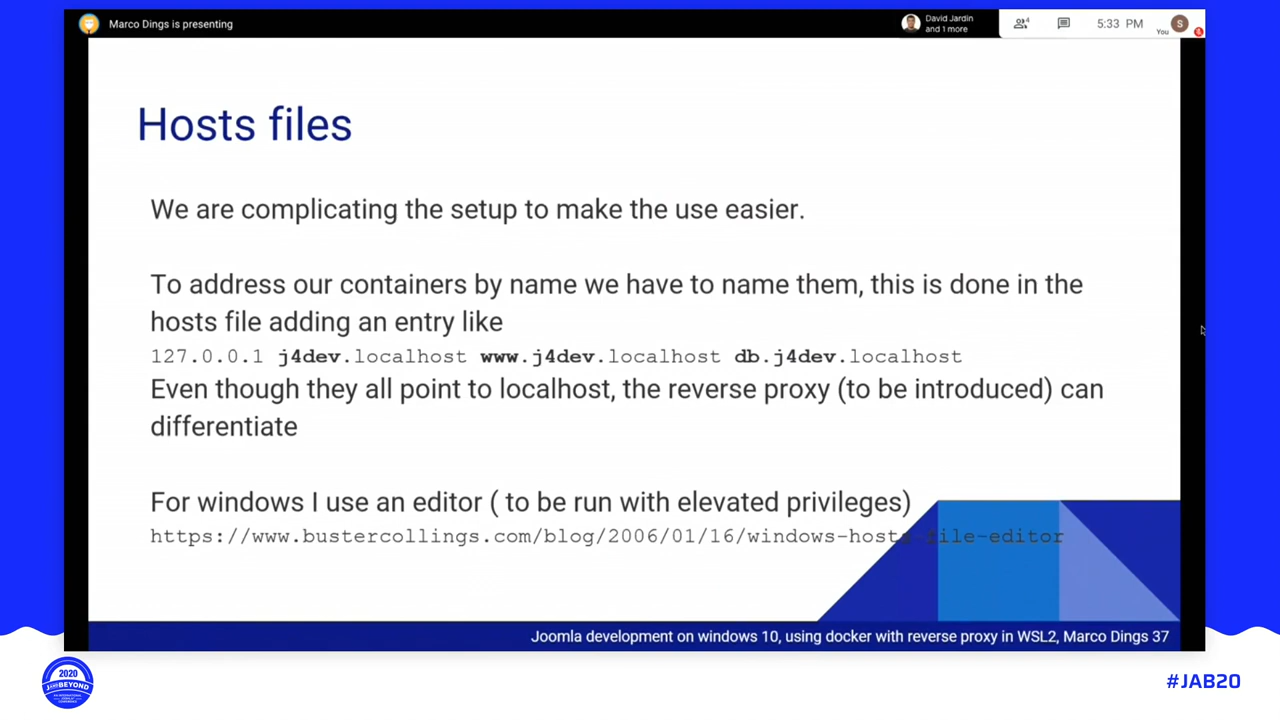 Marco Dings is presenting
David Jardin
and 1 more
4
5:33 PM
You
S
Hosts files
We are complicating the setup to make the use easier.
To address our containers by name we have to name them, this is done in the
hosts file adding an entry like
127.0.0.1 j4dev.localhost www.j4dev.localhost db.j4dev.localhost
Even though they all point to localhost, the reverse proxy (to be introduced) can
differentiate
For windows I use an editor ( to be run with elevated privileges)
https://www.bustercollings.com/blog/2006/01/16/windows-hosts-file-editor
Joomla development on windows 10, using docker with reverse proxy in WSL2, Marco Dings 37
2020
JANDBEYOND
#JAB20